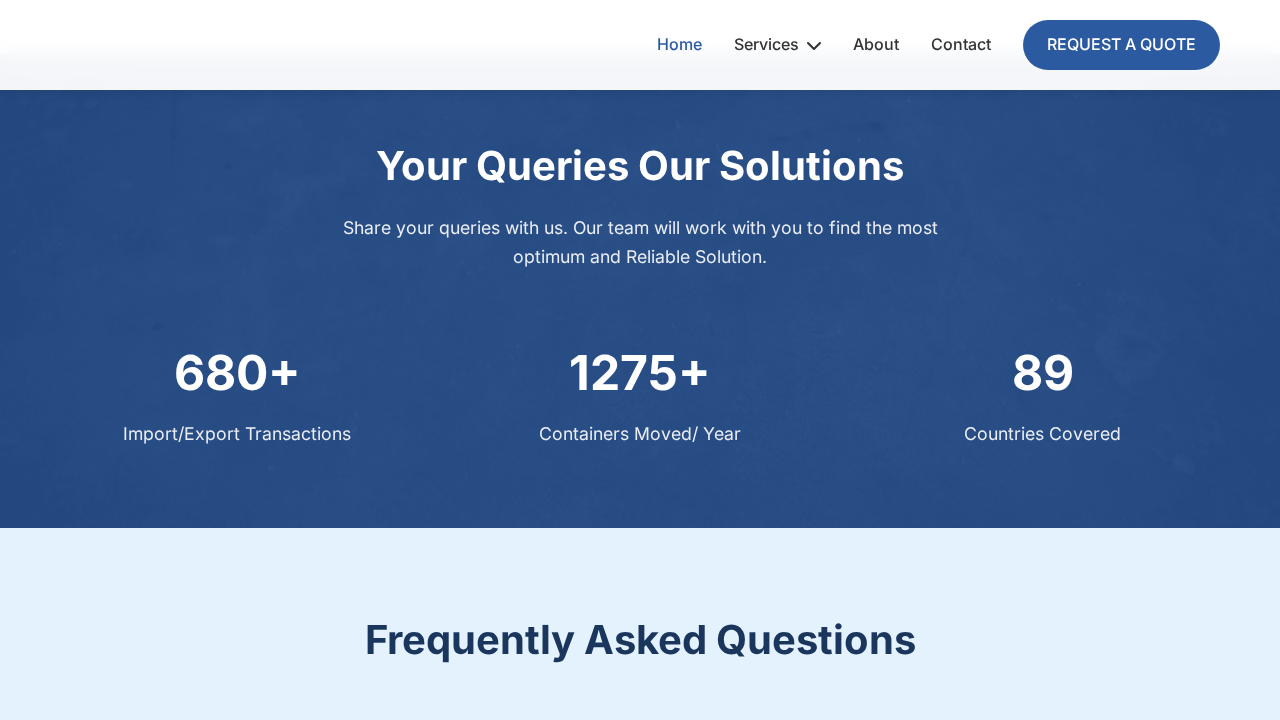 Home Services About Contact REQUEST A QUOTE
Your Queries Our Solutions
Share your queries with us. Our team will work with you to find the most
optimum and Reliable Solution.
680+ 1275+ 89
Import/Export Transactions Containers Moved/ Year Countries Covered
Frequently Asked Questions